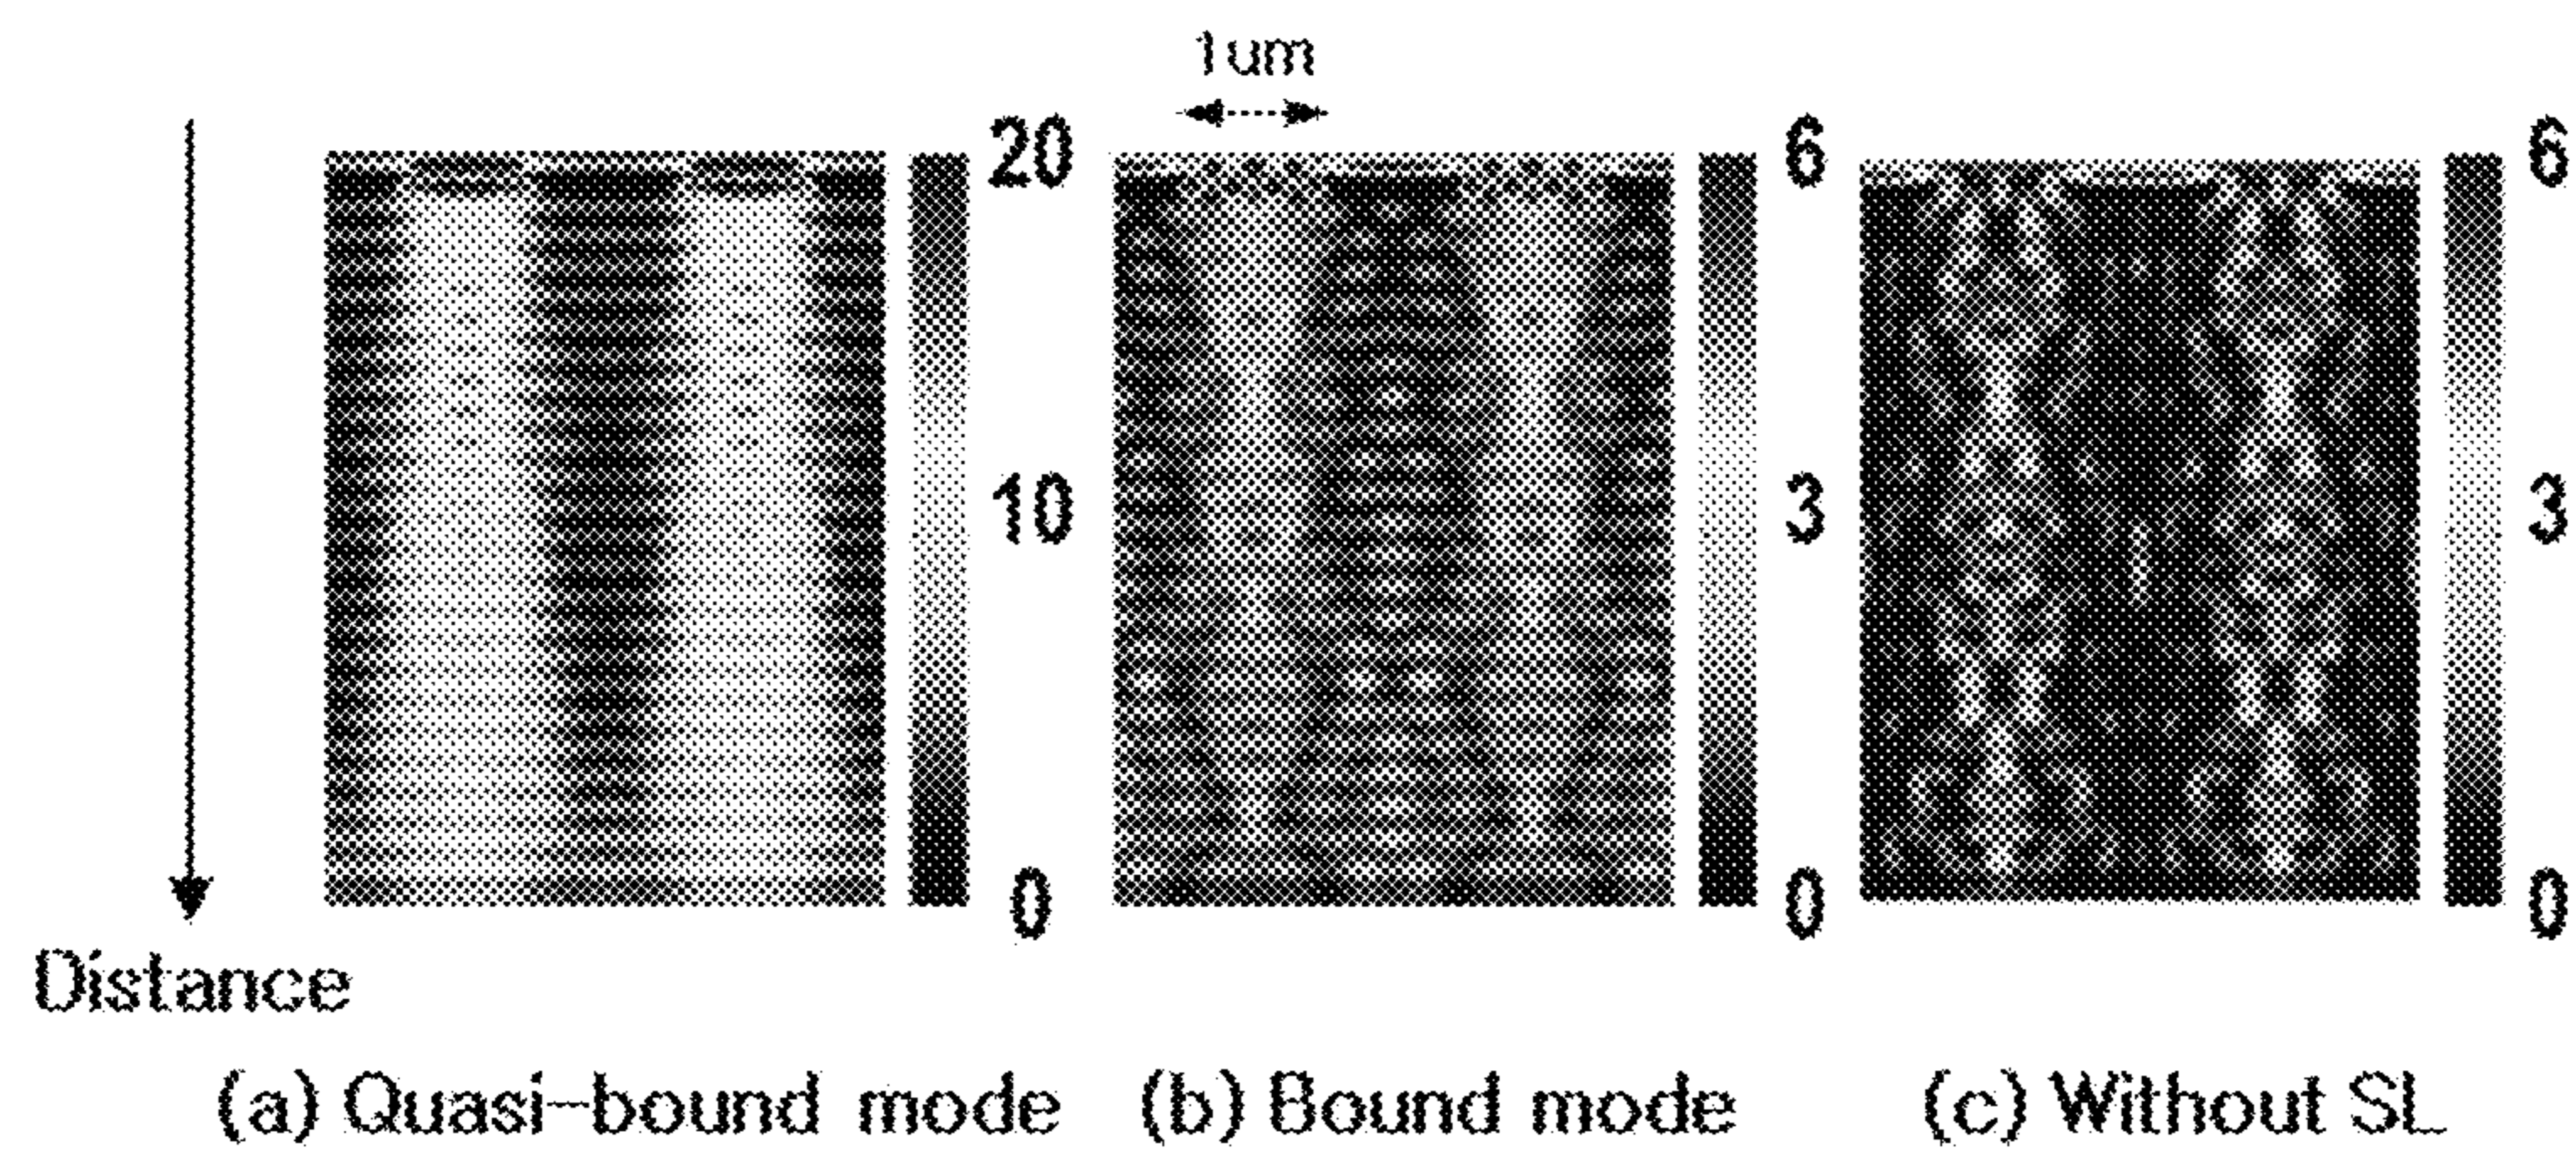 1um
20
10
0
6
3
0
6
3
0
Distance
(a) Quasi-bound mode
(b) Bound mode
(c) Without SL